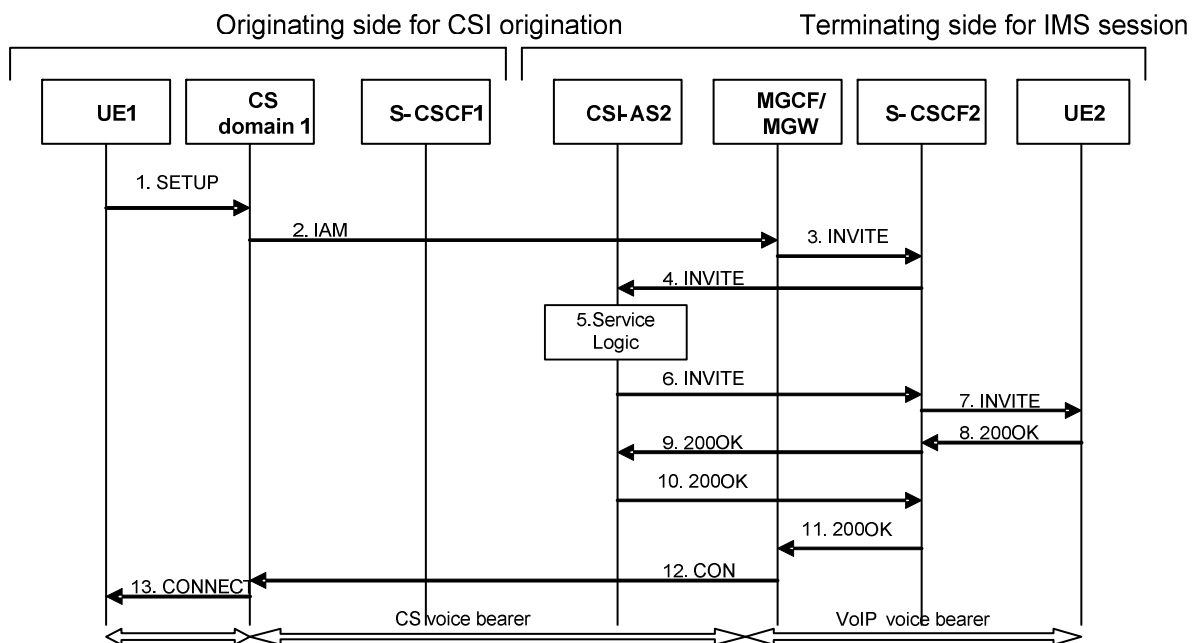 Originating side for CSI origination
Terminating side for IMS session
UE1
CS
domain 1
S-CSCF1
CSI-AS2
MGCF/
MGW
S-CSCF2
UE2
1. SETUP
2. IAM
3. INVITE
4. INVITE
5.Service
Logic
6. INVITE
7. INVITE
8. 200OK
9. 200OK
10. 200OK
11. 200OK
12. CON
13. CONNECT
CS voice bearer
VoIP voice bearer